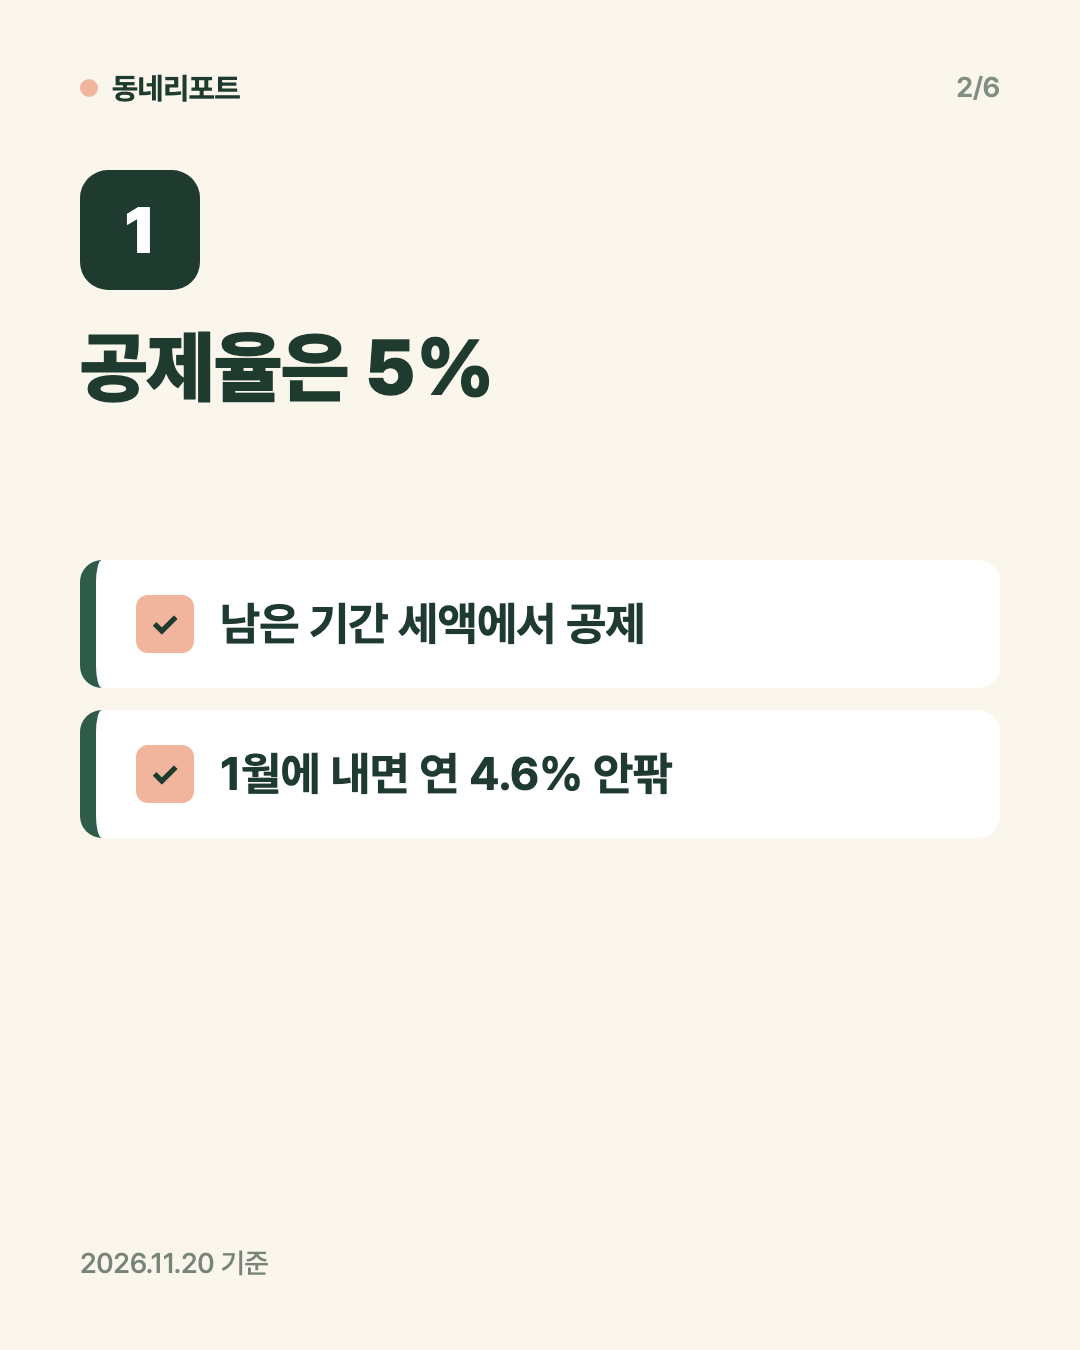 동네리포트
2/6
1
공제율은 5%
남은 기간 세액에서 공제
1월에 내면 연 4.6% 안팎
2026.11.20 기준